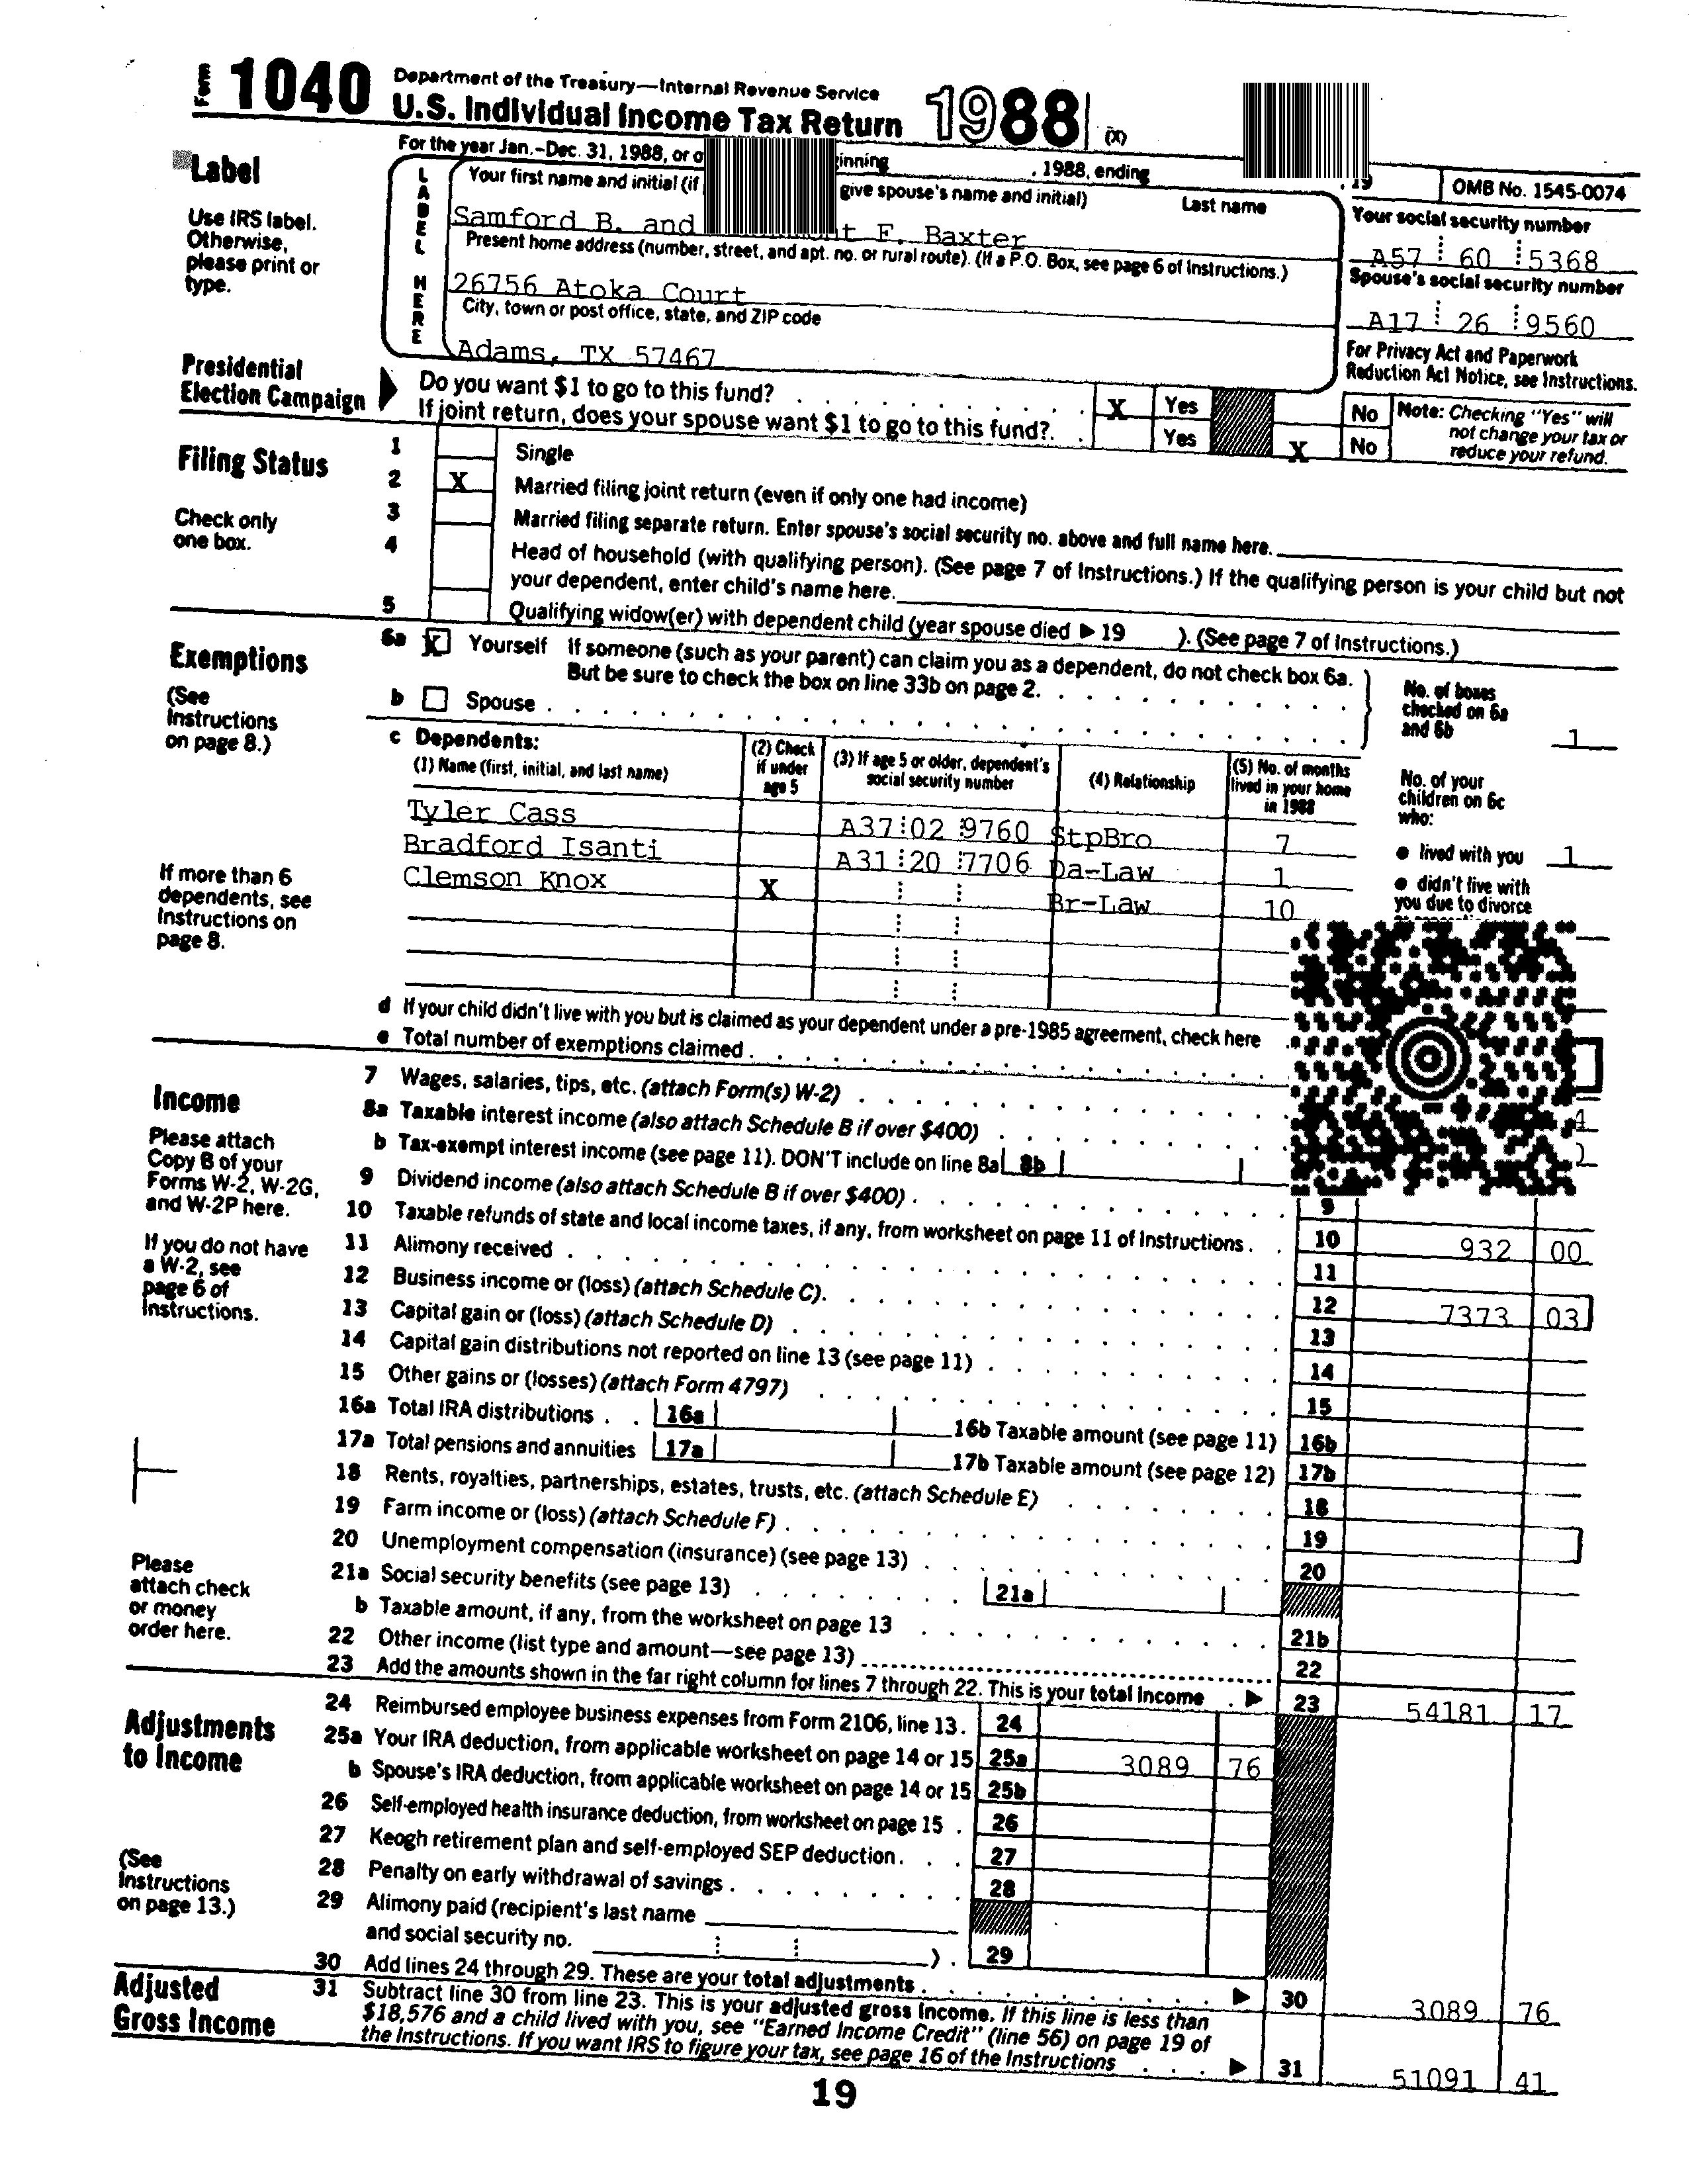 Form 1040 Department of the Treasury—Internal Revenue Service
U.S. Individual Income Tax Return 1988 (X)
For the year Jan.-Dec. 31, 1988, or o inning , 1988, ending , 19 OMB No. 1545-0074
Label
LABEL HERE
Use IRS label. Otherwise, please print or type.
Your first name and initial (if give spouse's name and initial) Last name
Samford B. and t F. Baxter
Your social security number
A57 60 5368
Present home address (number, street, and apt. no. or rural route). (If a P.O. Box, see page 6 of Instructions.)
26756 Atoka Court
Spouse's social security number
A17 26 9560
City, town or post office, state, and ZIP code
Adams, TX 57467
For Privacy Act and Paperwork Reduction Act Notice, see Instructions.
Presidential Election Campaign
Do you want $1 to go to this fund? X Yes No
If joint return, does your spouse want $1 to go to this fund?. Yes X No
Note: Checking "Yes" will not change your tax or reduce your refund.
Filing Status
Check only one box.
1 Single
2 X Married filing joint return (even if only one had income)
3 Married filing separate return. Enter spouse's social security no. above and full name here.
4 Head of household (with qualifying person). (See page 7 of Instructions.) If the qualifying person is your child but not
your dependent, enter child's name here.
5 Qualifying widow(er) with dependent child (year spouse died ▶ 19 ). (See page 7 of Instructions.)
Exemptions
(See Instructions on page 8.)
6a X Yourself If someone (such as your parent) can claim you as a dependent, do not check box 6a.
But be sure to check the box on line 33b on page 2.
b Spouse
No. of boxes checked on 6a and 6b 1
c Dependents:
(1) Name (first, initial, and last name) (2) Check if under age 5 (3) If age 5 or older, dependent's social security number (4) Relationship (5) No. of months lived in your home in 1988
Tyler Cass A37 02 9760 StpBro 7
Bradford Isanti A31 20 7706 Da-Law 1
Clemson Knox X Br-Law 10
No. of your children on 6c who:
● lived with you 1
● didn't live with you due to divorce
If more than 6 dependents, see Instructions on page 8.
d If your child didn't live with you but is claimed as your dependent under a pre-1985 agreement, check here
e Total number of exemptions claimed
Income
Please attach Copy B of your Forms W-2, W-2G, and W-2P here.
If you do not have a W-2, see page 6 of Instructions.
Please attach check or money order here.
7 Wages, salaries, tips, etc. (attach Form(s) W-2)
8a Taxable interest income (also attach Schedule B if over $400)
b Tax-exempt interest income (see page 11). DON'T include on line 8a 8b
9 Dividend income (also attach Schedule B if over $400) 9
10 Taxable refunds of state and local income taxes, if any, from worksheet on page 11 of Instructions. 10 932 00
11 Alimony received 11
12 Business income or (loss) (attach Schedule C). 12 7373 03
13 Capital gain or (loss) (attach Schedule D) 13
14 Capital gain distributions not reported on line 13 (see page 11) 14
15 Other gains or (losses) (attach Form 4797) 15
16a Total IRA distributions 16a 16b Taxable amount (see page 11) 16b
17a Total pensions and annuities 17a 17b Taxable amount (see page 12) 17b
18 Rents, royalties, partnerships, estates, trusts, etc. (attach Schedule E) 18
19 Farm income or (loss) (attach Schedule F) 19
20 Unemployment compensation (insurance) (see page 13) 20
21a Social security benefits (see page 13) 21a
b Taxable amount, if any, from the worksheet on page 13 21b
22 Other income (list type and amount—see page 13) 22
23 Add the amounts shown in the far right column for lines 7 through 22. This is your total income ▶ 23 54181 17
Adjustments to Income
(See Instructions on page 13.)
24 Reimbursed employee business expenses from Form 2106, line 13. 24
25a Your IRA deduction, from applicable worksheet on page 14 or 15 25a 3089 76
b Spouse's IRA deduction, from applicable worksheet on page 14 or 15 25b
26 Self-employed health insurance deduction, from worksheet on page 15 26
27 Keogh retirement plan and self-employed SEP deduction 27
28 Penalty on early withdrawal of savings 28
29 Alimony paid (recipient's last name
and social security no. ). 29
30 Add lines 24 through 29. These are your total adjustments ▶ 30 3089 76
Adjusted Gross Income
31 Subtract line 30 from line 23. This is your adjusted gross income. If this line is less than
$18,576 and a child lived with you, see "Earned Income Credit" (line 56) on page 19 of
the Instructions. If you want IRS to figure your tax, see page 16 of the Instructions ▶ 31 51091 41
19